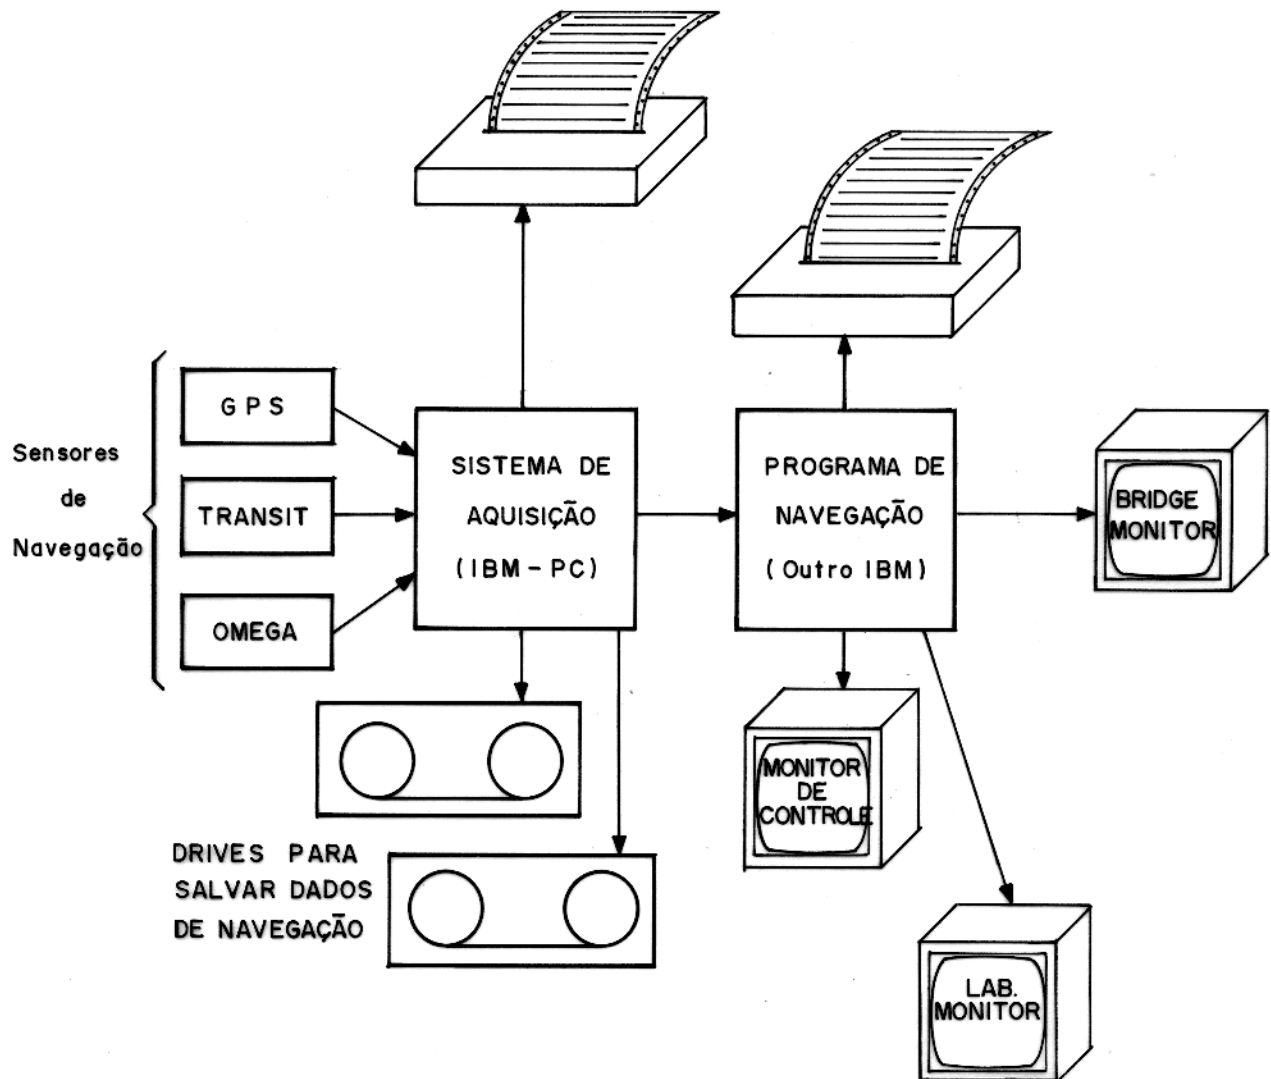 Sensores
de
Navegação
GPS
TRANSIT
OMEGA
SISTEMA DE
AQUISIÇÃO
(IBM-PC)
PROGRAMA DE
NAVEGAÇÃO
(Outro IBM)
BRIDGE
MONITOR
MONITOR
DE
CONTROLE
DRIVES PARA
SALVAR DADOS
DE NAVEGAÇÃO
LAB.
MONITOR